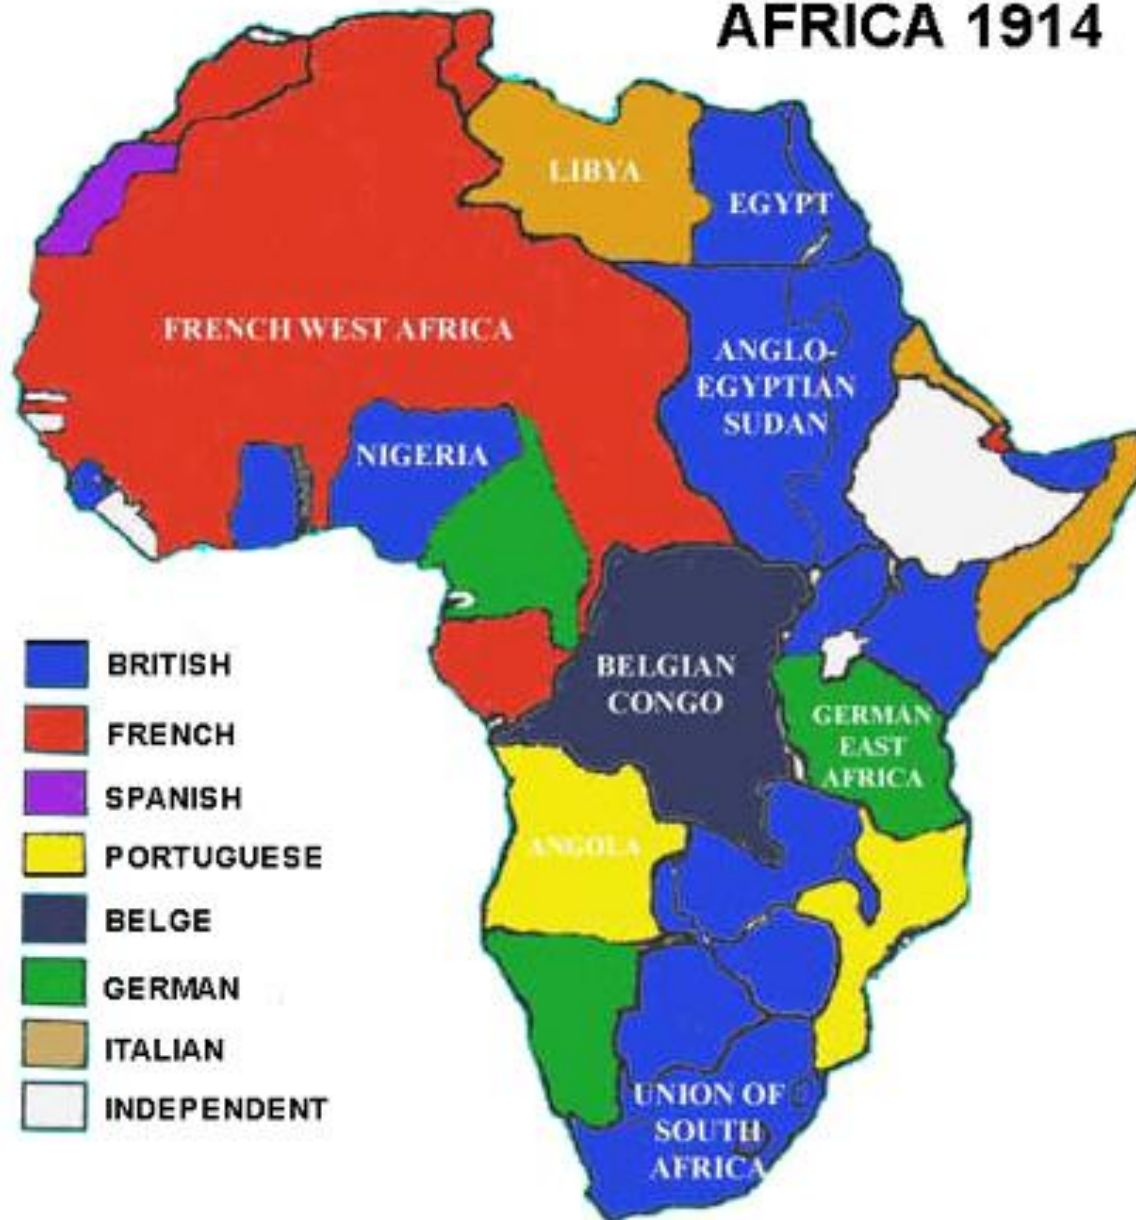 AFRICA 1914
LIBYA
EGYPT
FRENCH WEST AFRICA
ANGLO-
EGYPTIAN
SUDAN
NIGERIA
BELGIAN
CONGO
GERMAN
EAST
AFRICA
ANGOLA
UNION OF
SOUTH
AFRICA
BRITISH
FRENCH
SPANISH
PORTUGUESE
BELGE
GERMAN
ITALIAN
INDEPENDENT